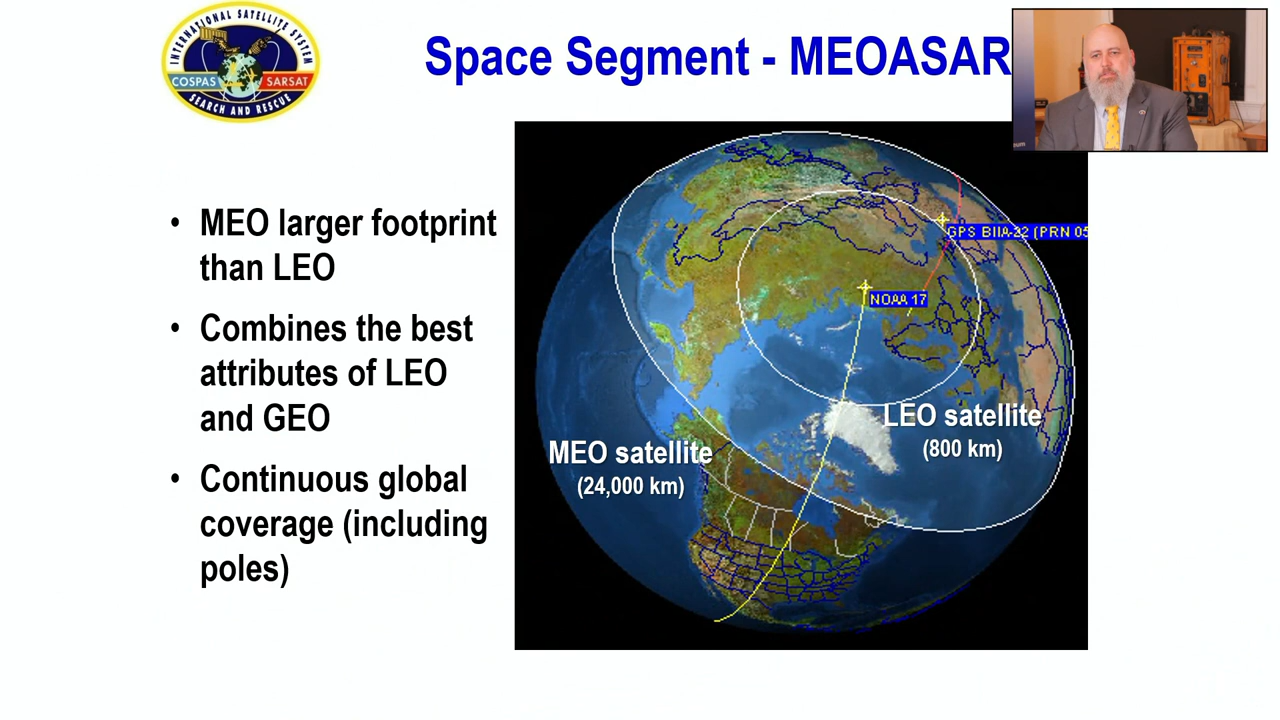 INTERNATIONAL SATELLITE SYSTEM
COSPAS SARSAT
SEARCH AND RESCUE
Space Segment - MEOASAR
• MEO larger footprint
than LEO
• Combines the best
attributes of LEO
and GEO
• Continuous global
coverage (including
poles)
GPS BIIA-22 (PRN 05
NOAA 17
LEO satellite
(800 km)
MEO satellite
(24,000 km)
eum